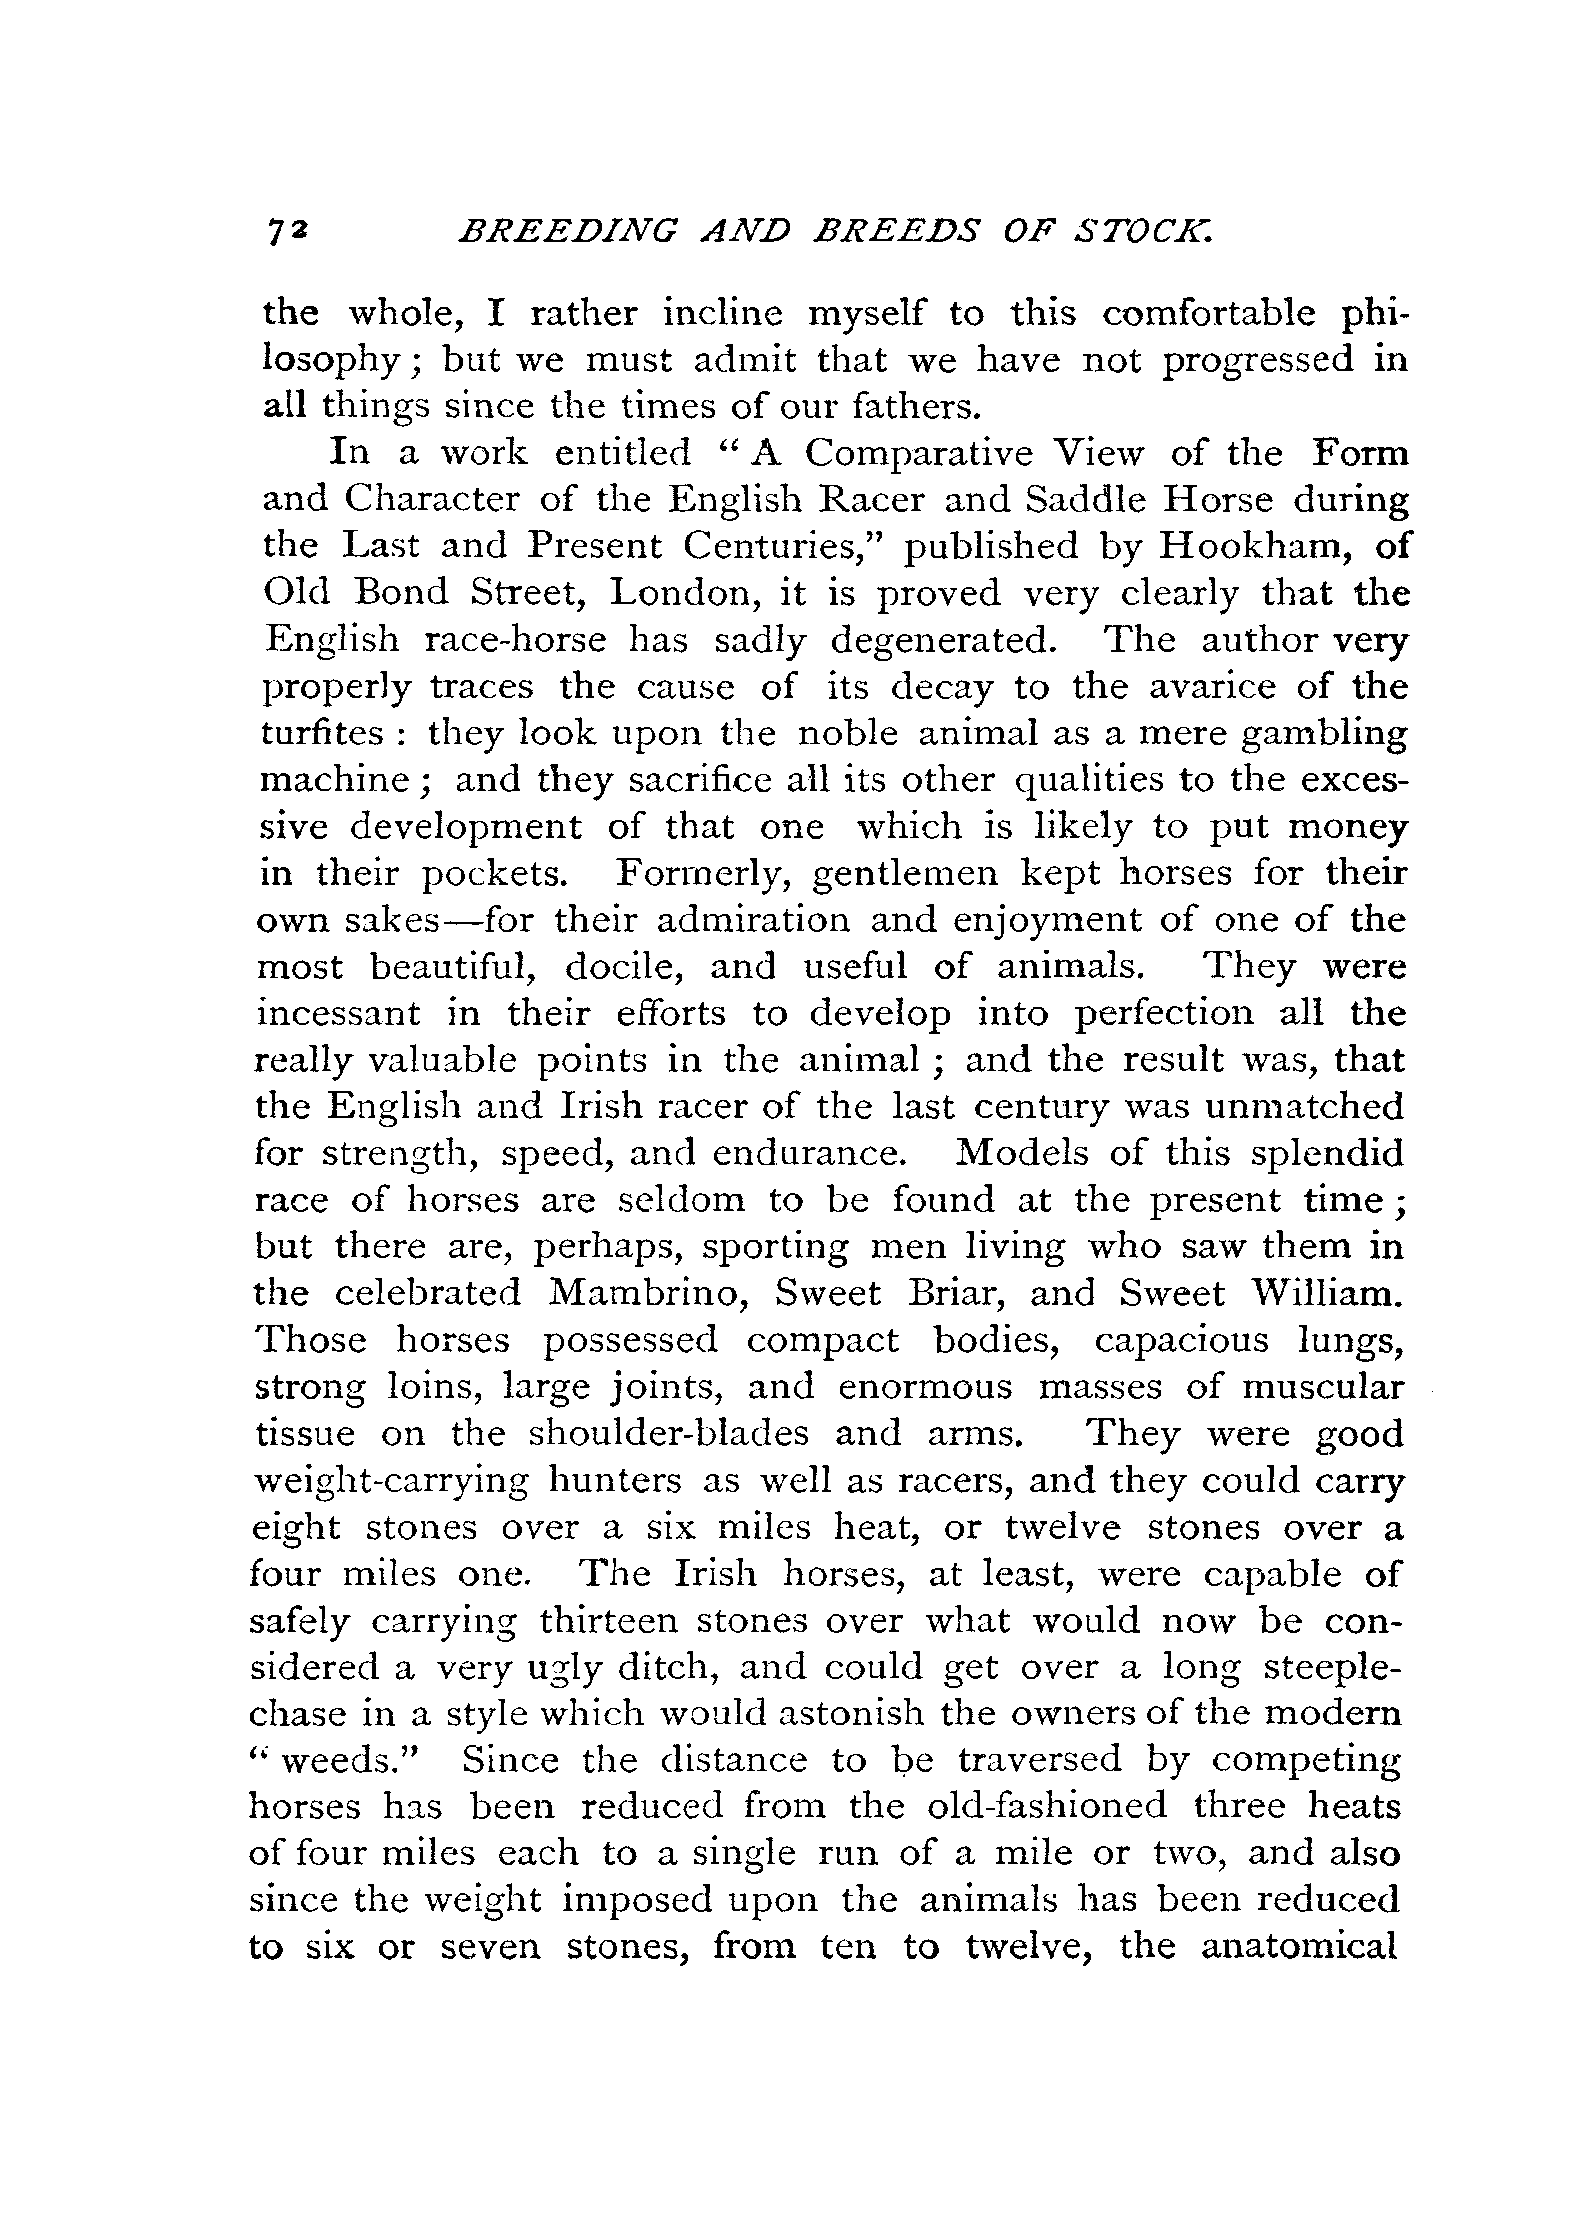 72 BREEDING AND BREEDS OF STOCK.
the whole, I rather incline myself to this comfortable phi-
losophy ; but we must admit that we have not progressed in
all things since the times of our fathers.
In a work entitled “ A Comparative View of the Form
and Character of the English Racer and Saddle Horse during
the Last and Present Centuries,” published by Hookham, of
Old Bond Street, London, it is proved very clearly that the
English race-horse has sadly degenerated. The author very
properly traces the cause of its decay to the avarice of the
turfites : they look upon the noble animal as a mere gambling
machine ; and they sacrifice all its other qualities to the exces-
sive development of that one which is likely to put money
in their pockets. Formerly, gentlemen kept horses for their
own sakes—for their admiration and enjoyment of one of the
most beautiful, docile, and useful of animals. They were
incessant in their efforts to develop into perfection all the
really valuable points in the animal ; and the result was, that
the English and Irish racer of the last century was unmatched
for strength, speed, and endurance. Models of this splendid
race of horses are seldom to be found at the present time ;
but there are, perhaps, sporting men living who saw them in
the celebrated Mambrino, Sweet Briar, and Sweet William.
Those horses possessed compact bodies, capacious lungs,
strong loins, large joints, and enormous masses of muscular
tissue on the shoulder-blades and arms. They were good
weight-carrying hunters as well as racers, and they could carry
eight stones over a six miles heat, or twelve stones over a
four miles one. The Irish horses, at least, were capable of
safely carrying thirteen stones over what would now be con-
sidered a very ugly ditch, and could get over a long steeple-
chase in a style which would astonish the owners of the modern
“ weeds.” Since the distance to be traversed by competing
horses has been reduced from the old-fashioned three heats
of four miles each to a single run of a mile or two, and also
since the weight imposed upon the animals has been reduced
to six or seven stones, from ten to twelve, the anatomical